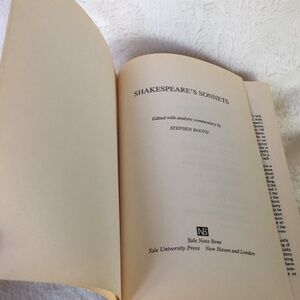 SHAKESPEARE'S SONNETS
Edited with analytic commentary by
STEPHEN BOOTH
NB
Yale Nota Bene
Yale University Press New Haven and London